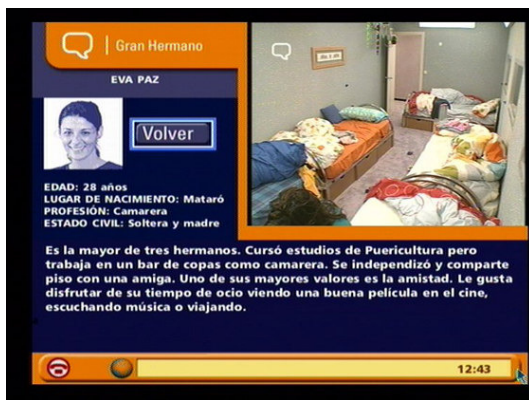 Gran Hermano
EVA PAZ
Volver
EDAD: 28 años
LUGAR DE NACIMIENTO: Mataró
PROFESIÓN: Camarera
ESTADO CIVIL: Soltera y madre
Es la mayor de tres hermanos. Cursó estudios de Puericultura pero
trabaja en un bar de copas como camarera. Se independizó y comparte
piso con una amiga. Uno de sus mayores valores es la amistad. Le gusta
disfrutar de su tiempo de ocio viendo una buena película en el cine,
escuchando música o viajando.
12:43